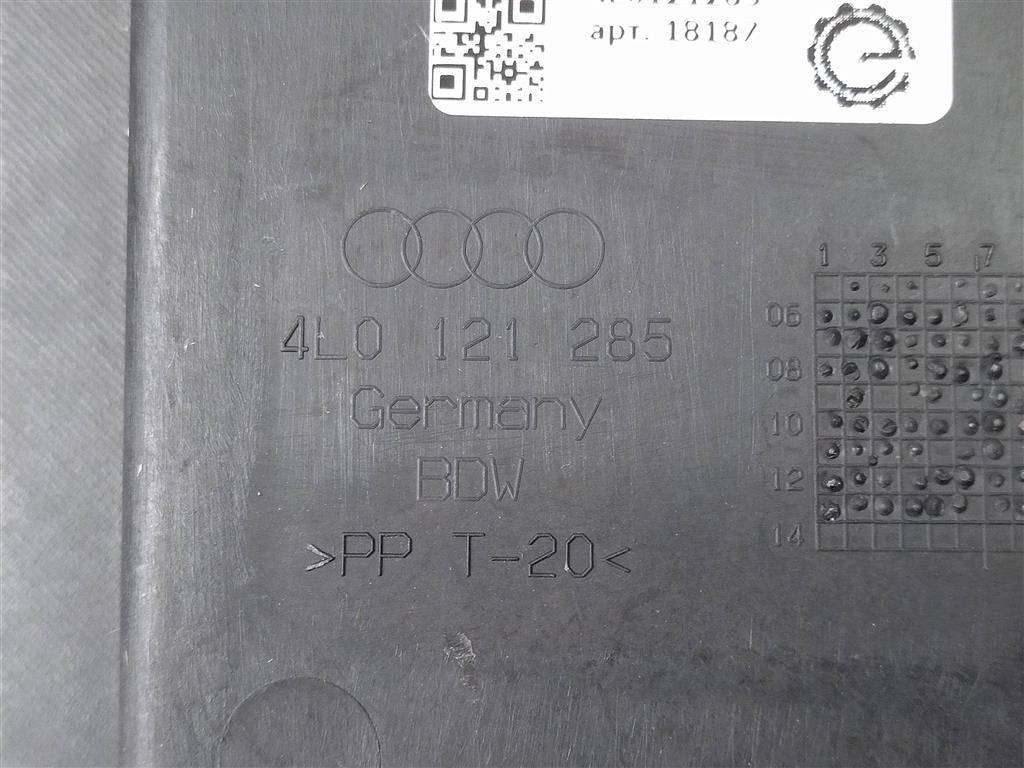 арт. 18187
4L0 121 285
Germany
BDW
>PP T-20<
1 3 5 7
06
08
10
12
14